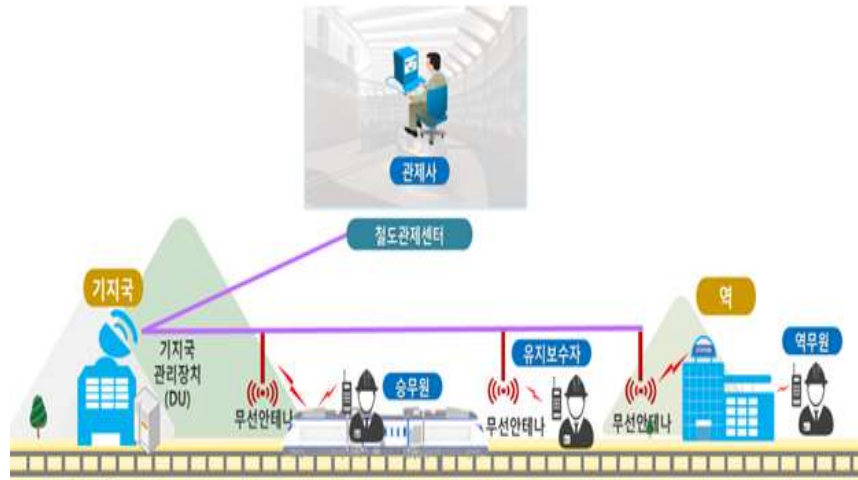 관제사
철도관제센터
기지국
역
기지국
관리장치
(DU)
유지보수자
역무원
승무원
무선안테나
무선안테나
무선안테나